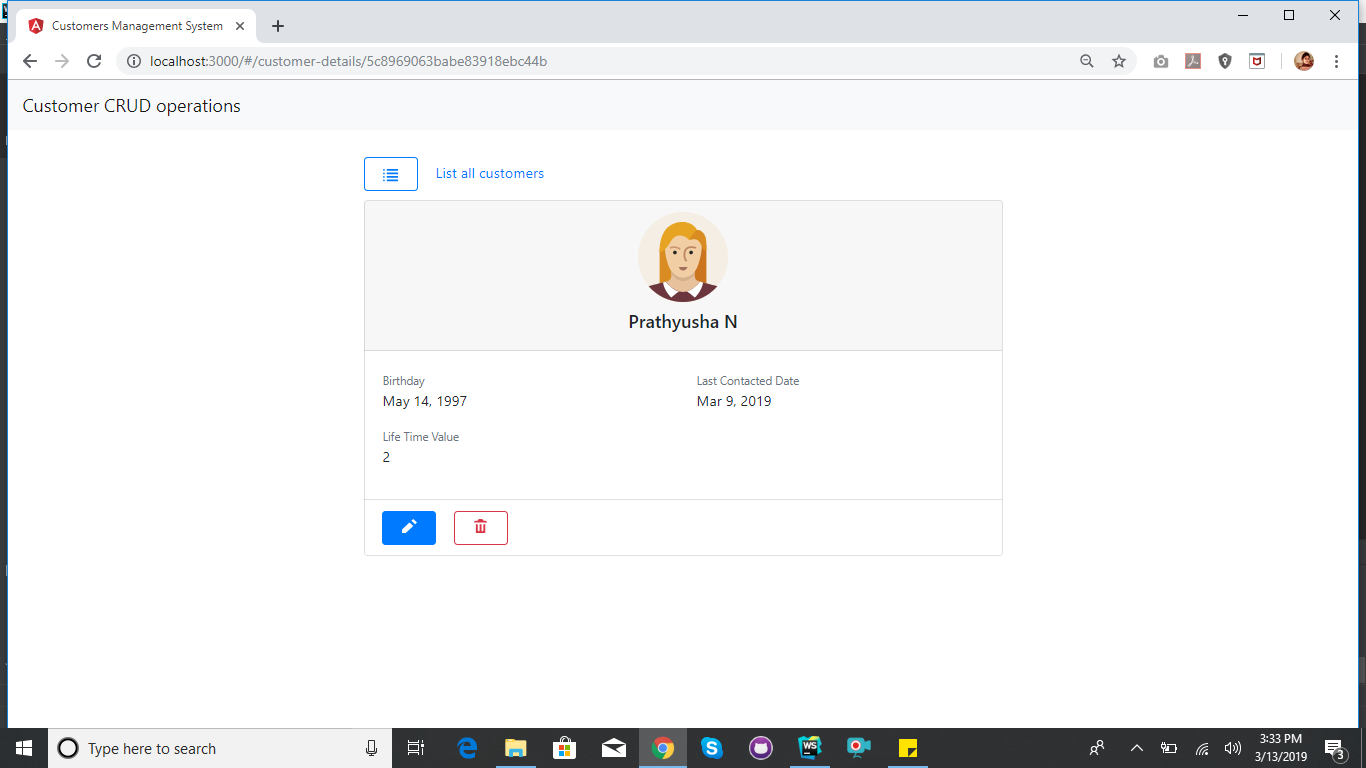 Customers Management System
localhost:3000/#/customer-details/5c8969063babe83918ebc44b
Customer CRUD operations
List all customers
Prathyusha N
Birthday
Last Contacted Date
May 14, 1997
Mar 9, 2019
Life Time Value
2
Type here to search
WS
3:33 PM
3/13/2019
3